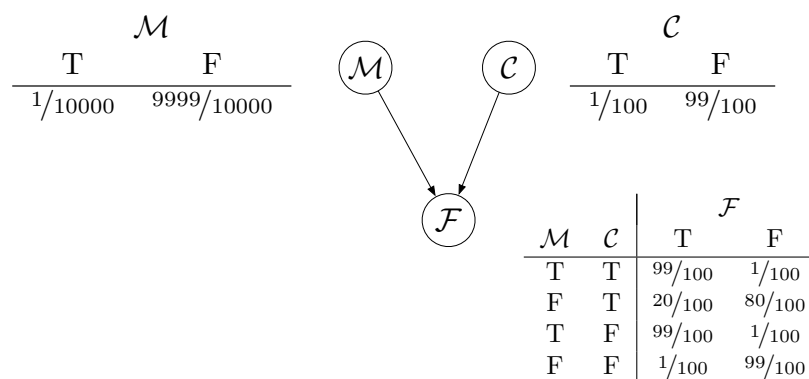 M
T F
1/10000 9999/10000
M
C
C
T F
1/100 99/100
F
F
M C T F
T T 99/100 1/100
F T 20/100 80/100
T F 99/100 1/100
F F 1/100 99/100